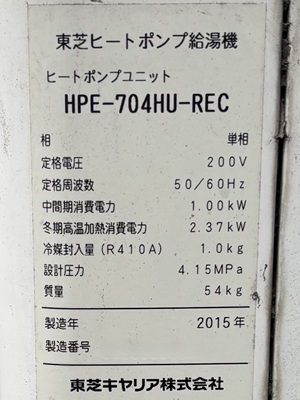 東芝ヒートポンプ給湯機
ヒートポンプユニット
HPE-704HU-REC
相 単相
定格電圧 200V
定格周波数 50/60Hz
中間期消費電力 1.00kW
冬期高温加熱消費電力 2.37kW
冷媒封入量(R410A) 1.0kg
設計圧力 4.15MPa
質量 54kg
製造年 2015年
製造番号
東芝キヤリア株式会社